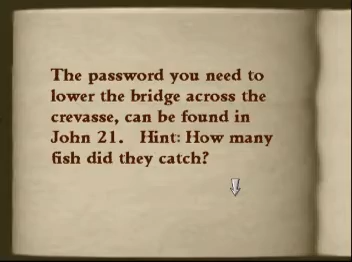 The password you need to
lower the bridge across the
crevasse, can be found in
John 21.   Hint: How many
fish did they catch?